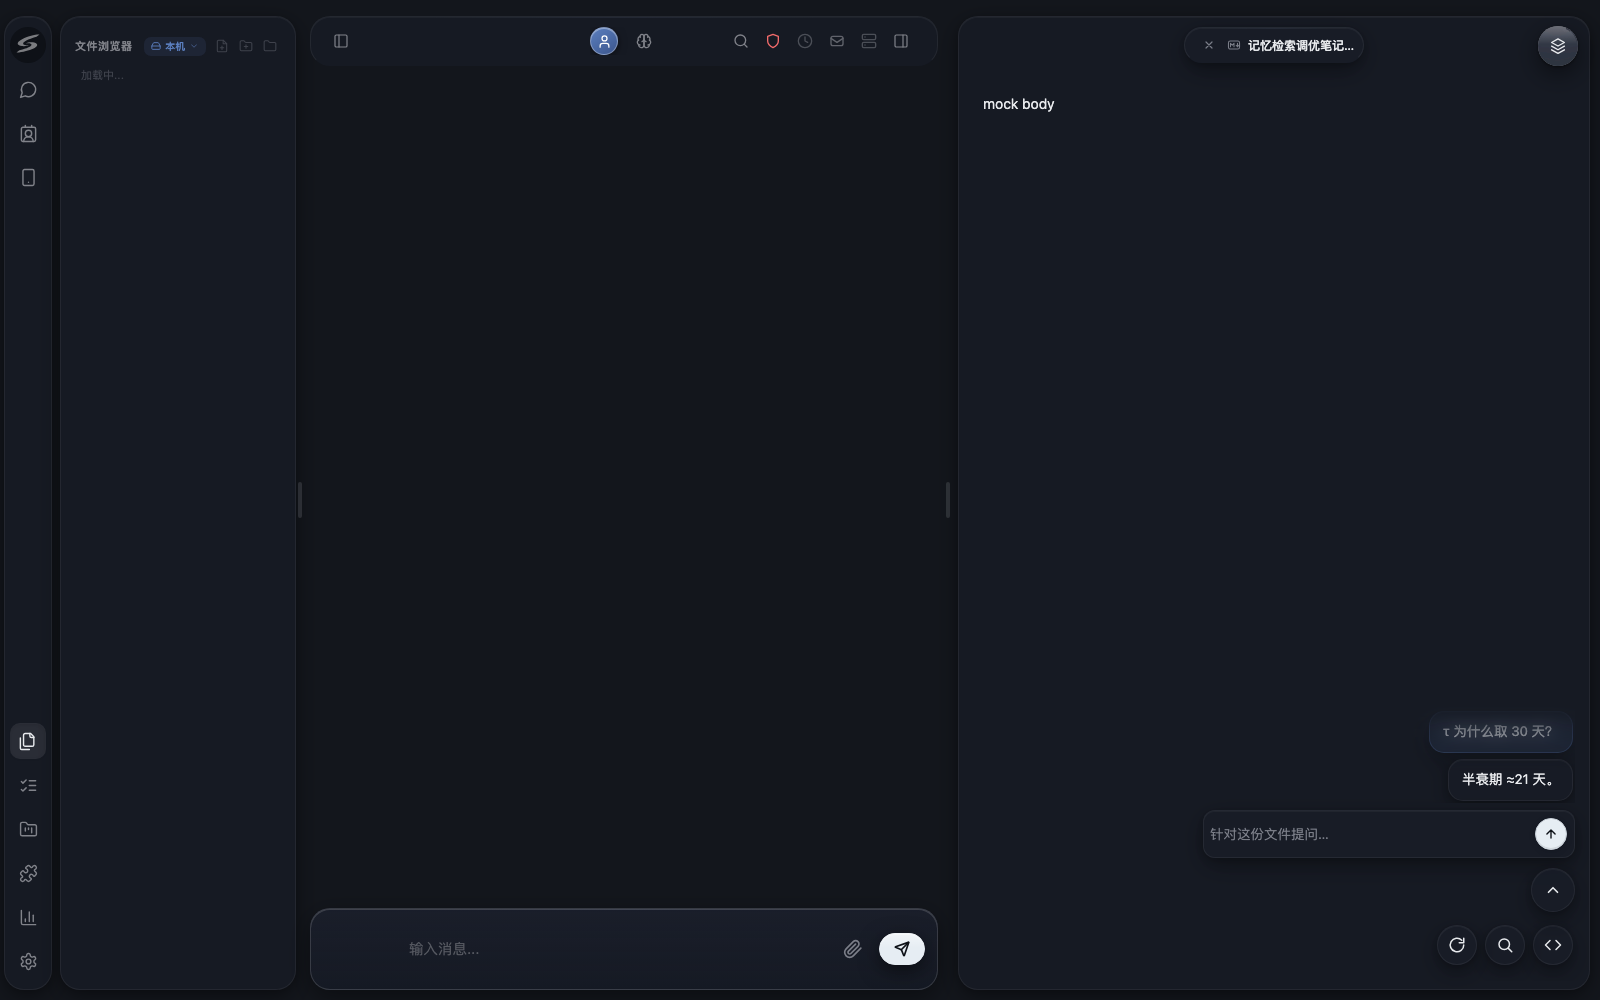 文件浏览器
本机
加载中...
输入消息...
记忆检索调优笔记...
mock body
τ 为什么取 30 天?
半衰期 ≈21 天。
针对这份文件提问...